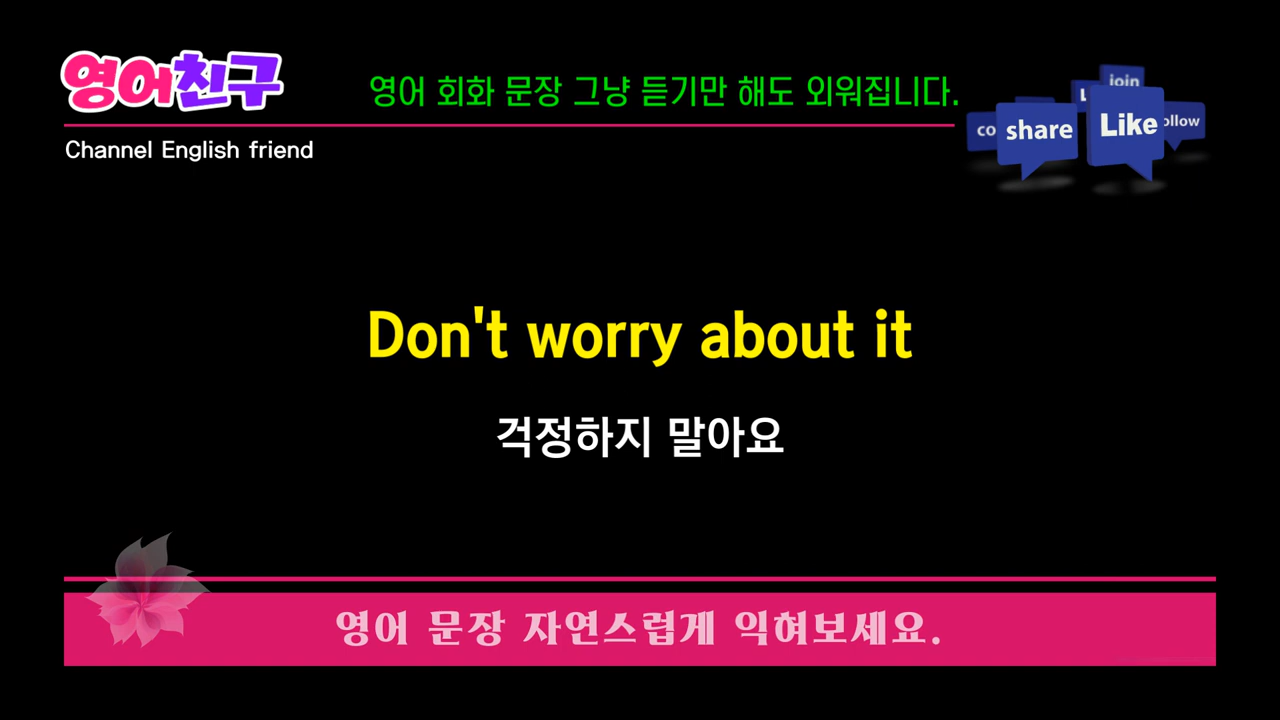 영어친구
영어 회화 문장 그냥 듣기만 해도 외워집니다.
Channel English friend
join
co
share
Like
ollow
Don't worry about it
걱정하지 말아요
영어 문장 자연스럽게 익혀보세요.